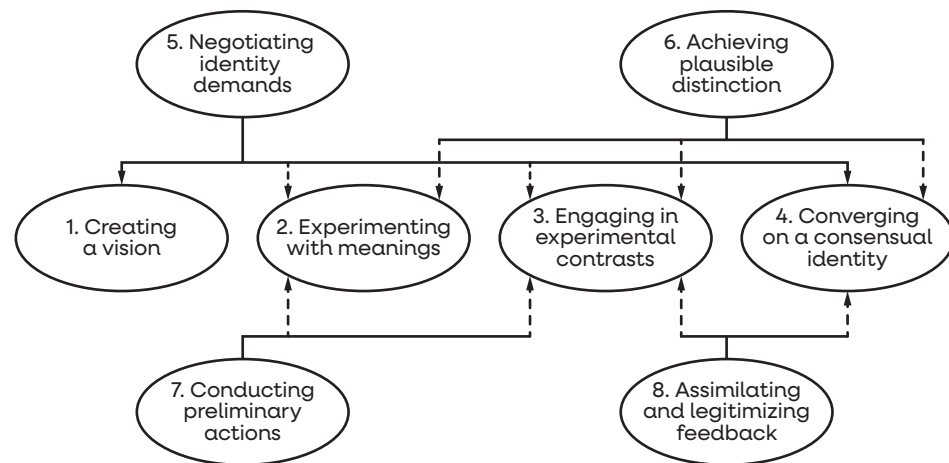 5. Negotiating
identity
demands
6. Achieving
plausible
distinction
1. Creating
a vision
2. Experimenting
with meanings
3. Engaging in
experimental
contrasts
4. Converging
on a consensual
identity
7. Conducting
preliminary
actions
8. Assimilating
and legitimizing
feedback